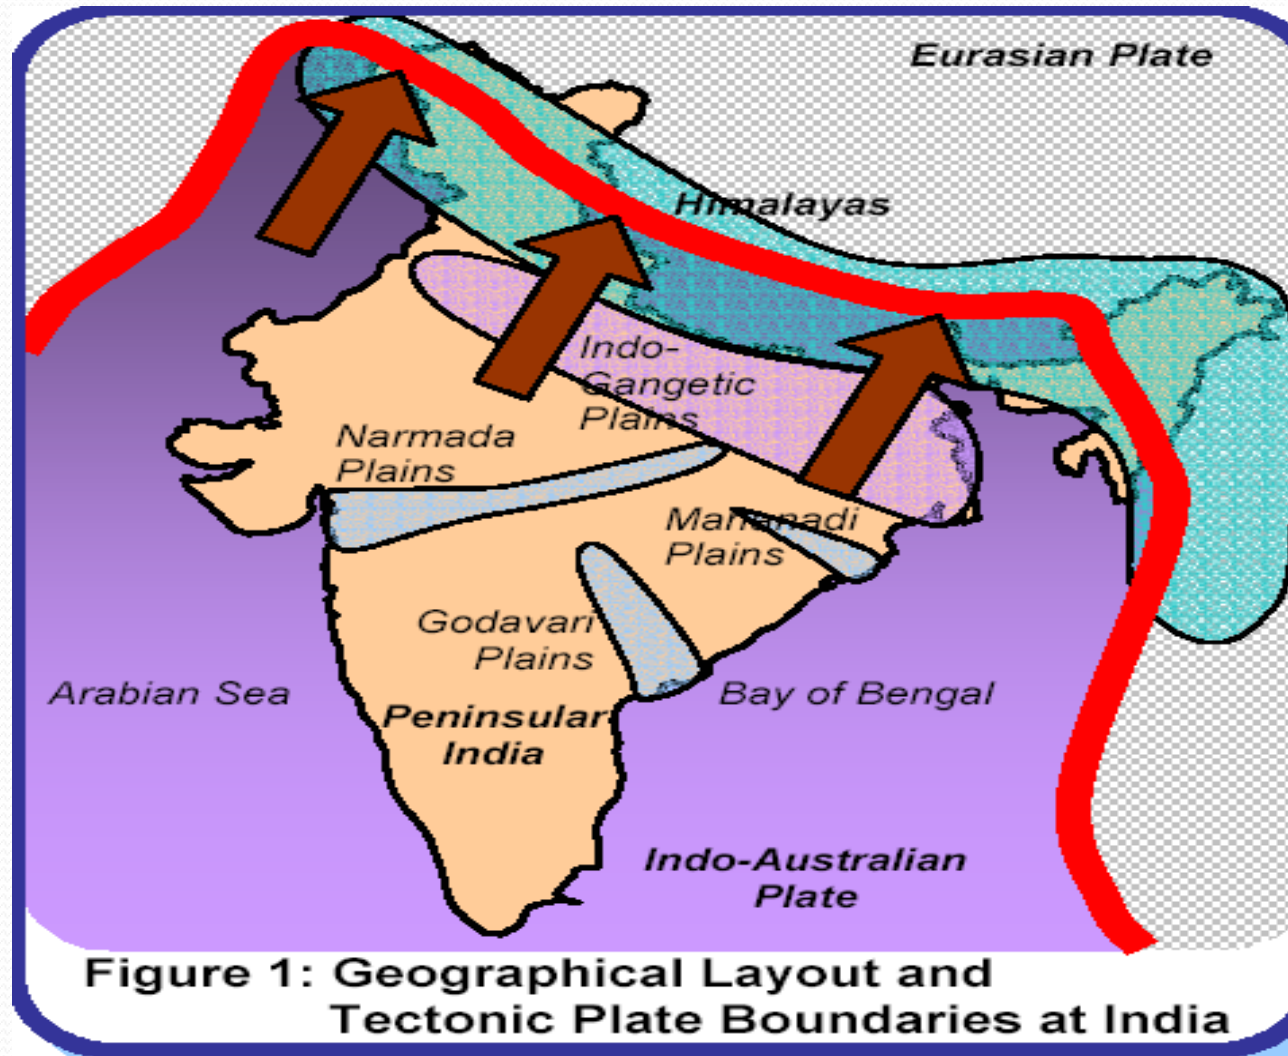 Eurasian Plate
Himalayas
Indo-
Gangetic
Plains
Narmada
Plains
Mahanadi
Plains
Godavari
Plains
Arabian Sea
Bay of Bengal
Peninsular
India
Indo-Australian
Plate
Figure 1: Geographical Layout and
Tectonic Plate Boundaries at India